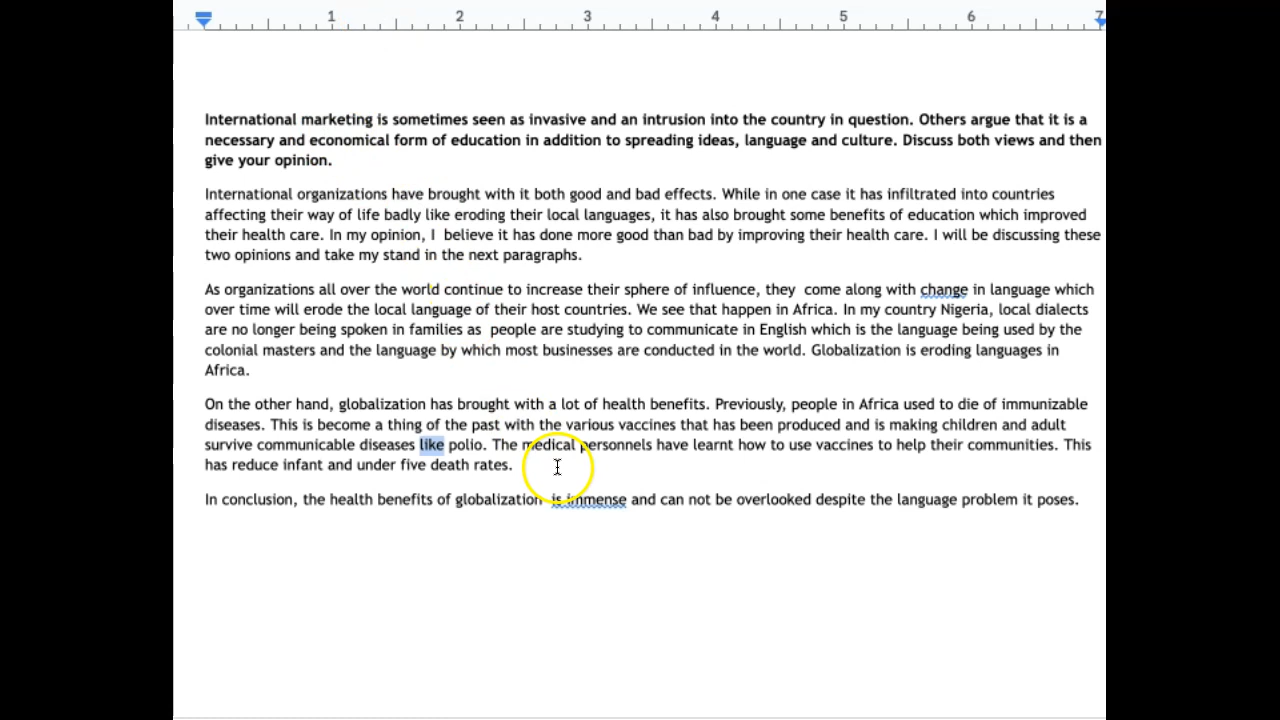 1 2 3 4 5 6 7
International marketing is sometimes seen as invasive and an intrusion into the country in question. Others argue that it is a
necessary and economical form of education in addition to spreading ideas, language and culture. Discuss both views and then
give your opinion.
International organizations have brought with it both good and bad effects. While in one case it has infiltrated into countries
affecting their way of life badly like eroding their local languages, it has also brought some benefits of education which improved
their health care. In my opinion, I  believe it has done more good than bad by improving their health care. I will be discussing these
two opinions and take my stand in the next paragraphs.
As organizations all over the world continue to increase their sphere of influence, they  come along with change in language which
over time will erode the local language of their host countries. We see that happen in Africa. In my country Nigeria, local dialects
are no longer being spoken in families as  people are studying to communicate in English which is the language being used by the
colonial masters and the language by which most businesses are conducted in the world. Globalization is eroding languages in
Africa.
On the other hand, globalization has brought with a lot of health benefits. Previously, people in Africa used to die of immunizable
diseases. This is become a thing of the past with the various vaccines that has been produced and is making children and adult
survive communicable diseases like polio. The medical personnels have learnt how to use vaccines to help their communities. This
has reduce infant and under five death rates.
In conclusion, the health benefits of globalization  is immense and can not be overlooked despite the language problem it poses.